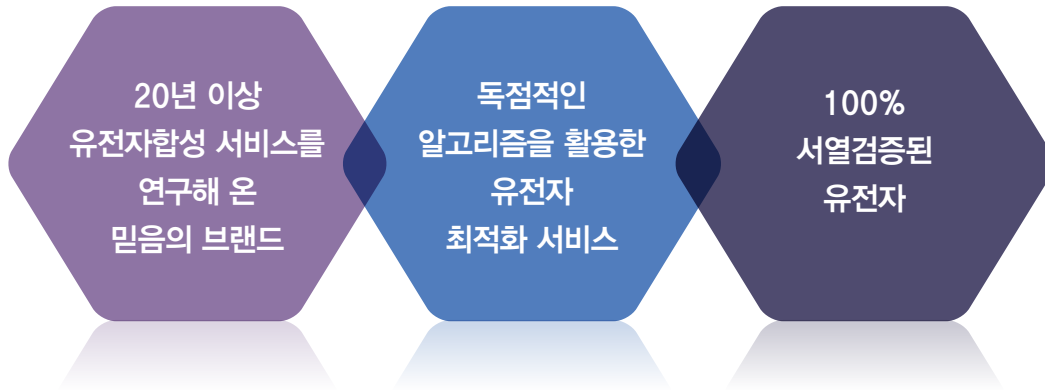 20년 이상
유전자합성 서비스를
연구해 온
믿음의 브랜드
독점적인
알고리즘을 활용한
유전자
최적화 서비스
100%
서열검증된
유전자